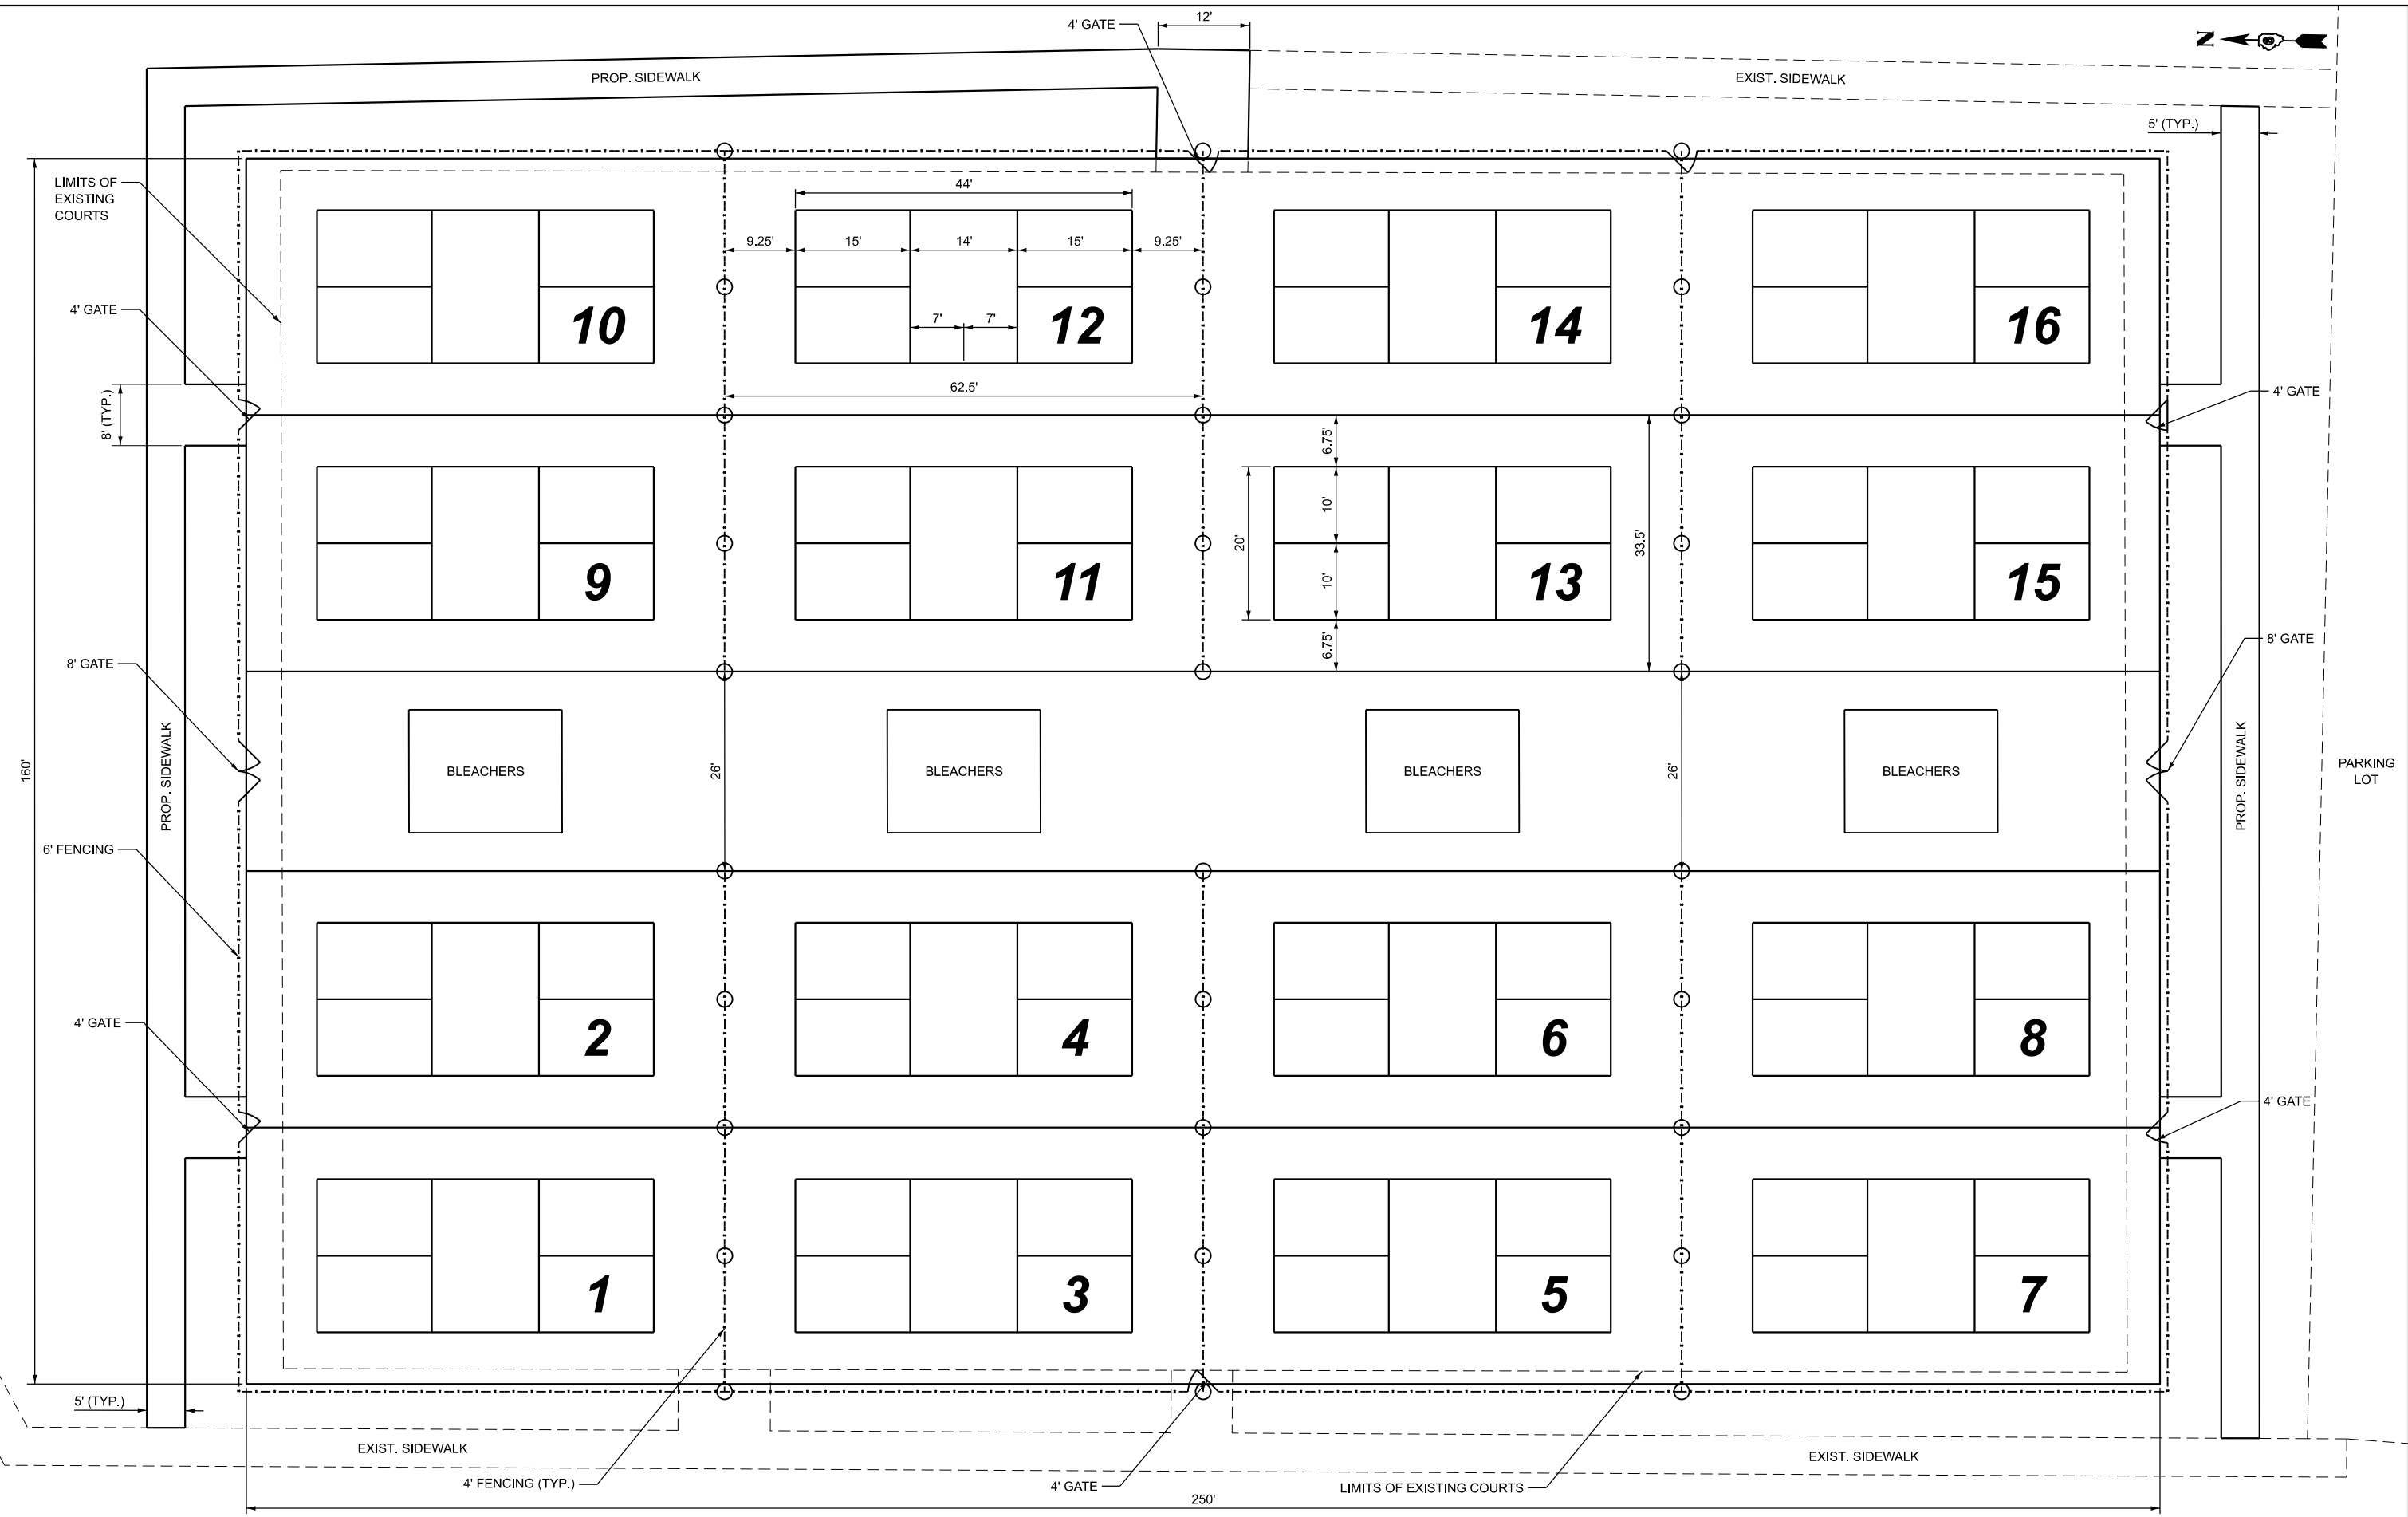 4' GATE
12'
N
PROP. SIDEWALK
EXIST. SIDEWALK
5' (TYP.)
LIMITS OF
EXISTING
COURTS
44'
9.25'
15'
14'
15'
9.25'
10
7'
7'
12
14
16
4' GATE
62.5'
4' GATE
8' (TYP.)
6.75'
10'
20'
10'
33.5'
9
11
13
15
6.75'
8' GATE
8' GATE
160'
PROP. SIDEWALK
BLEACHERS
26'
BLEACHERS
BLEACHERS
26'
BLEACHERS
PROP. SIDEWALK
PARKING
LOT
6' FENCING
4' GATE
2
4
6
8
4' GATE
1
3
5
7
5' (TYP.)
EXIST. SIDEWALK
EXIST. SIDEWALK
4' FENCING (TYP.)
4' GATE
LIMITS OF EXISTING COURTS
250'